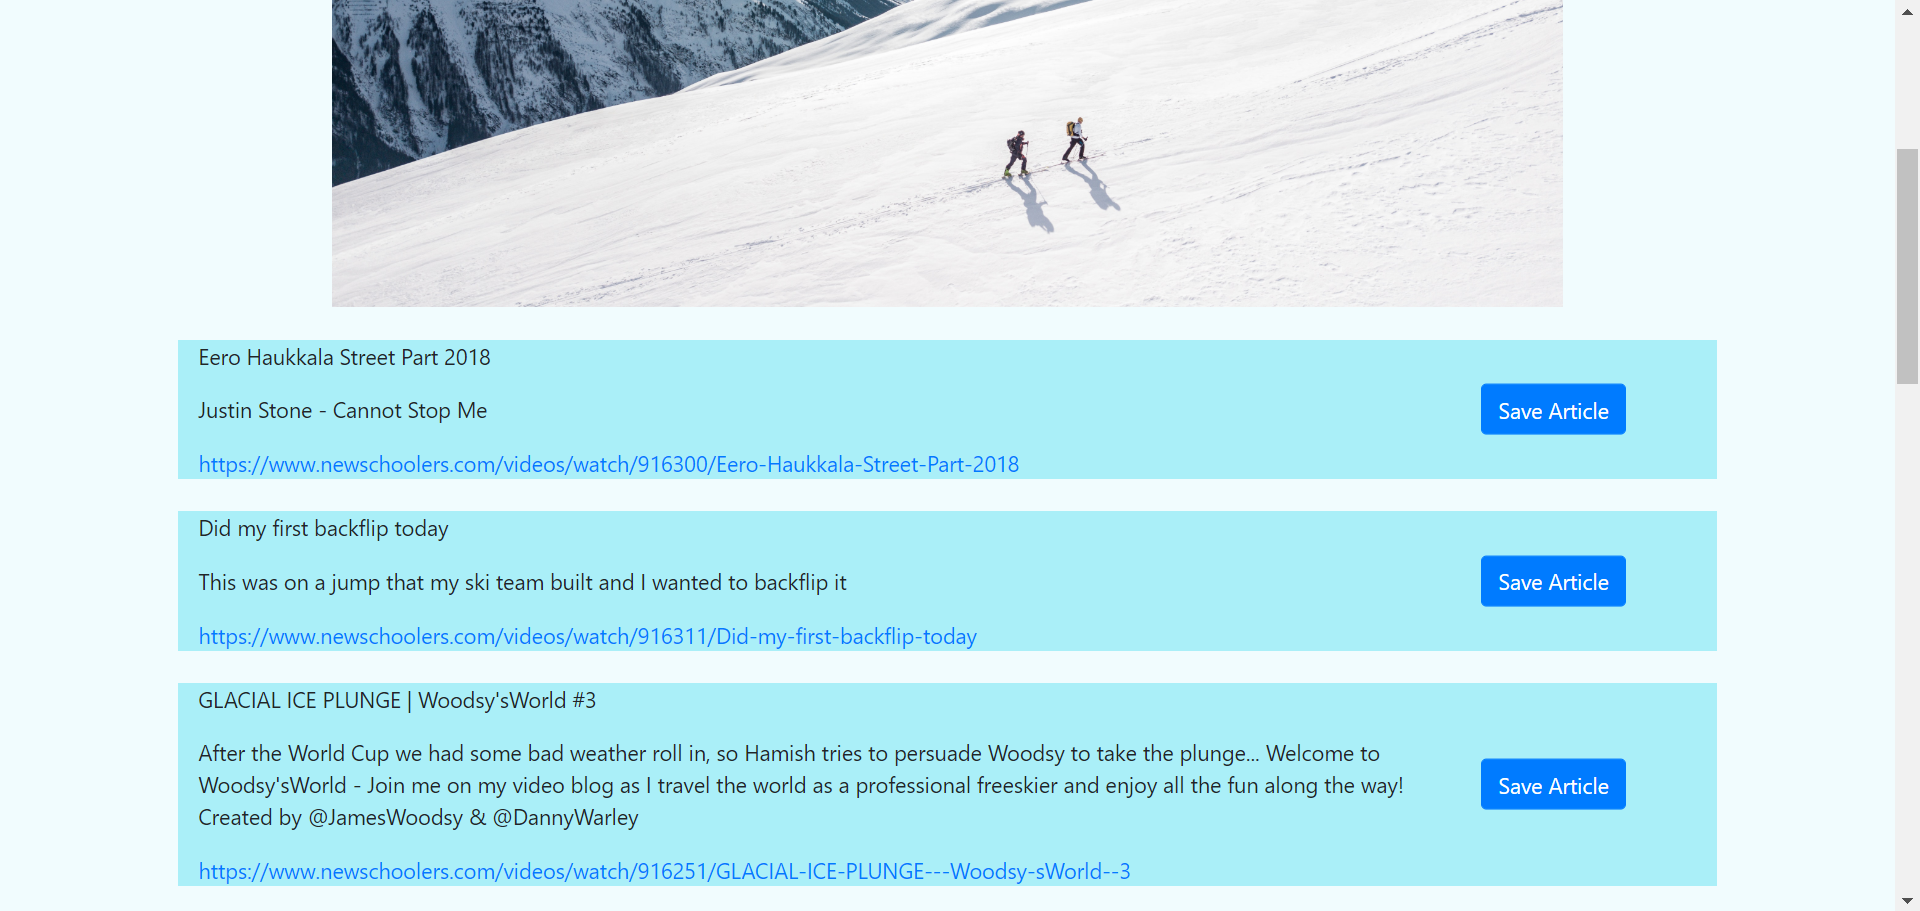 Eero Haukkala Street Part 2018
Justin Stone - Cannot Stop Me
Save Article
https://www.newschoolers.com/videos/watch/916300/Eero-Haukkala-Street-Part-2018
Did my first backflip today
This was on a jump that my ski team built and I wanted to backflip it
Save Article
https://www.newschoolers.com/videos/watch/916311/Did-my-first-backflip-today
GLACIAL ICE PLUNGE | Woodsy'sWorld #3
After the World Cup we had some bad weather roll in, so Hamish tries to persuade Woodsy to take the plunge... Welcome to
Woodsy'sWorld - Join me on my video blog as I travel the world as a professional freeskier and enjoy all the fun along the way!
Created by @JamesWoodsy & @DannyWarley
Save Article
https://www.newschoolers.com/videos/watch/916251/GLACIAL-ICE-PLUNGE---Woodsy-sWorld--3